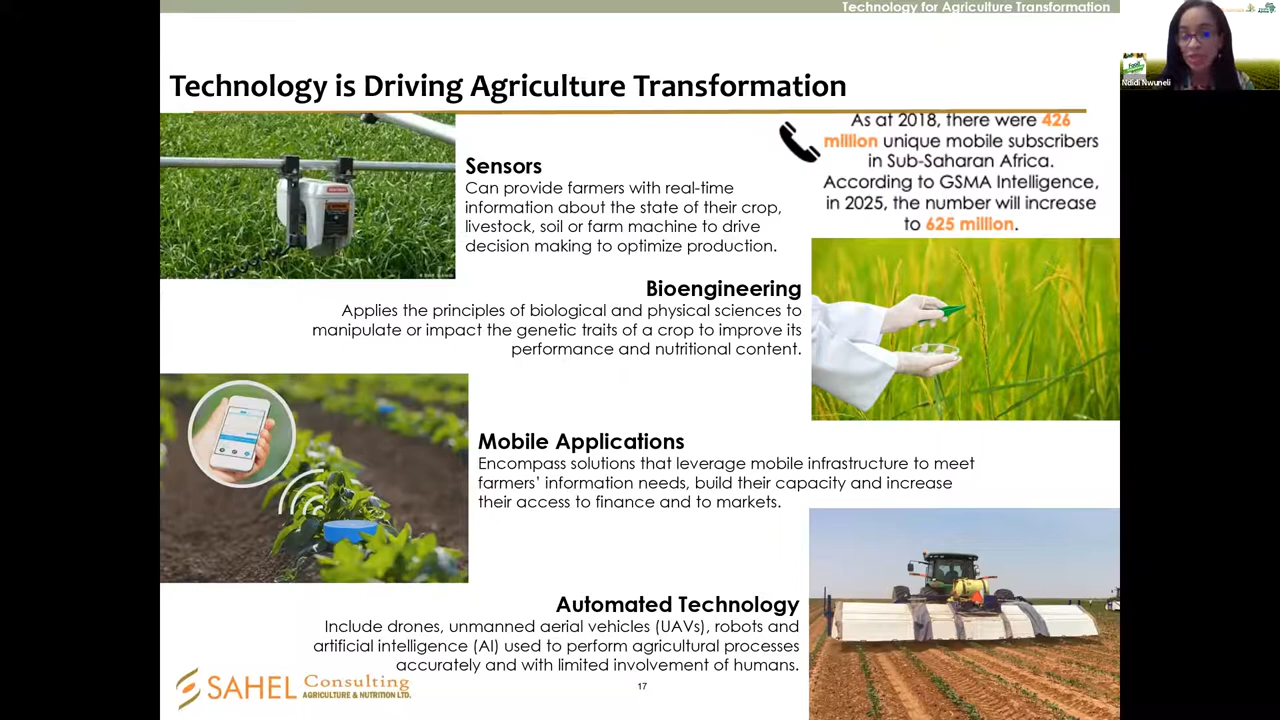 Technology for Agriculture Transformation
Technology is Driving Agriculture Transformation
Ndidi Nwuneli
As at 2018, there were 426
million unique mobile subscribers
in Sub-Saharan Africa.
According to GSMA Intelligence,
in 2025, the number will increase
to 625 million.
Sensors
Can provide farmers with real-time
information about the state of their crop,
livestock, soil or farm machine to drive
decision making to optimize production.
Bioengineering
Applies the principles of biological and physical sciences to
manipulate or impact the genetic traits of a crop to improve its
performance and nutritional content.
Mobile Applications
Encompass solutions that leverage mobile infrastructure to meet
farmers' information needs, build their capacity and increase
their access to finance and to markets.
Automated Technology
Include drones, unmanned aerial vehicles (UAVs), robots and
artificial intelligence (AI) used to perform agricultural processes
accurately and with limited involvement of humans.
SAHEL Consulting
AGRICULTURE & NUTRITION LTD.
17